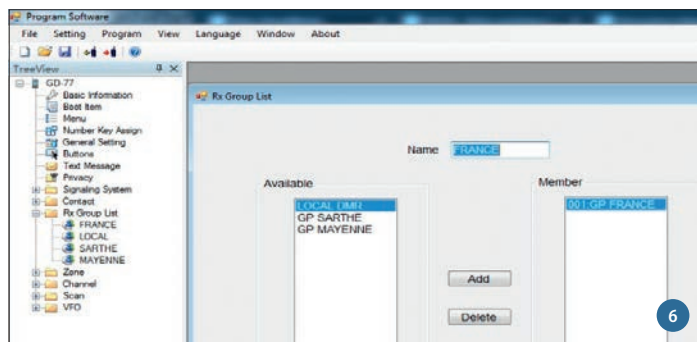 Program Software
File Setting Program View Language Window About
TreeView
GD-77
Basic Information
Boot Item
Menu
Number Key Assign
General Setting
Buttons
Text Message
Privacy
Signaling System
Contact
Rx Group List
FRANCE
LOCAL
SARTHE
MAYENNE
Zone
Channel
Scan
VFO
Rx Group List
Name FRANCE
Available
LOCAL DMR
GP SARTHE
GP MAYENNE
Add
Delete
Member
001:GP FRANCE
6